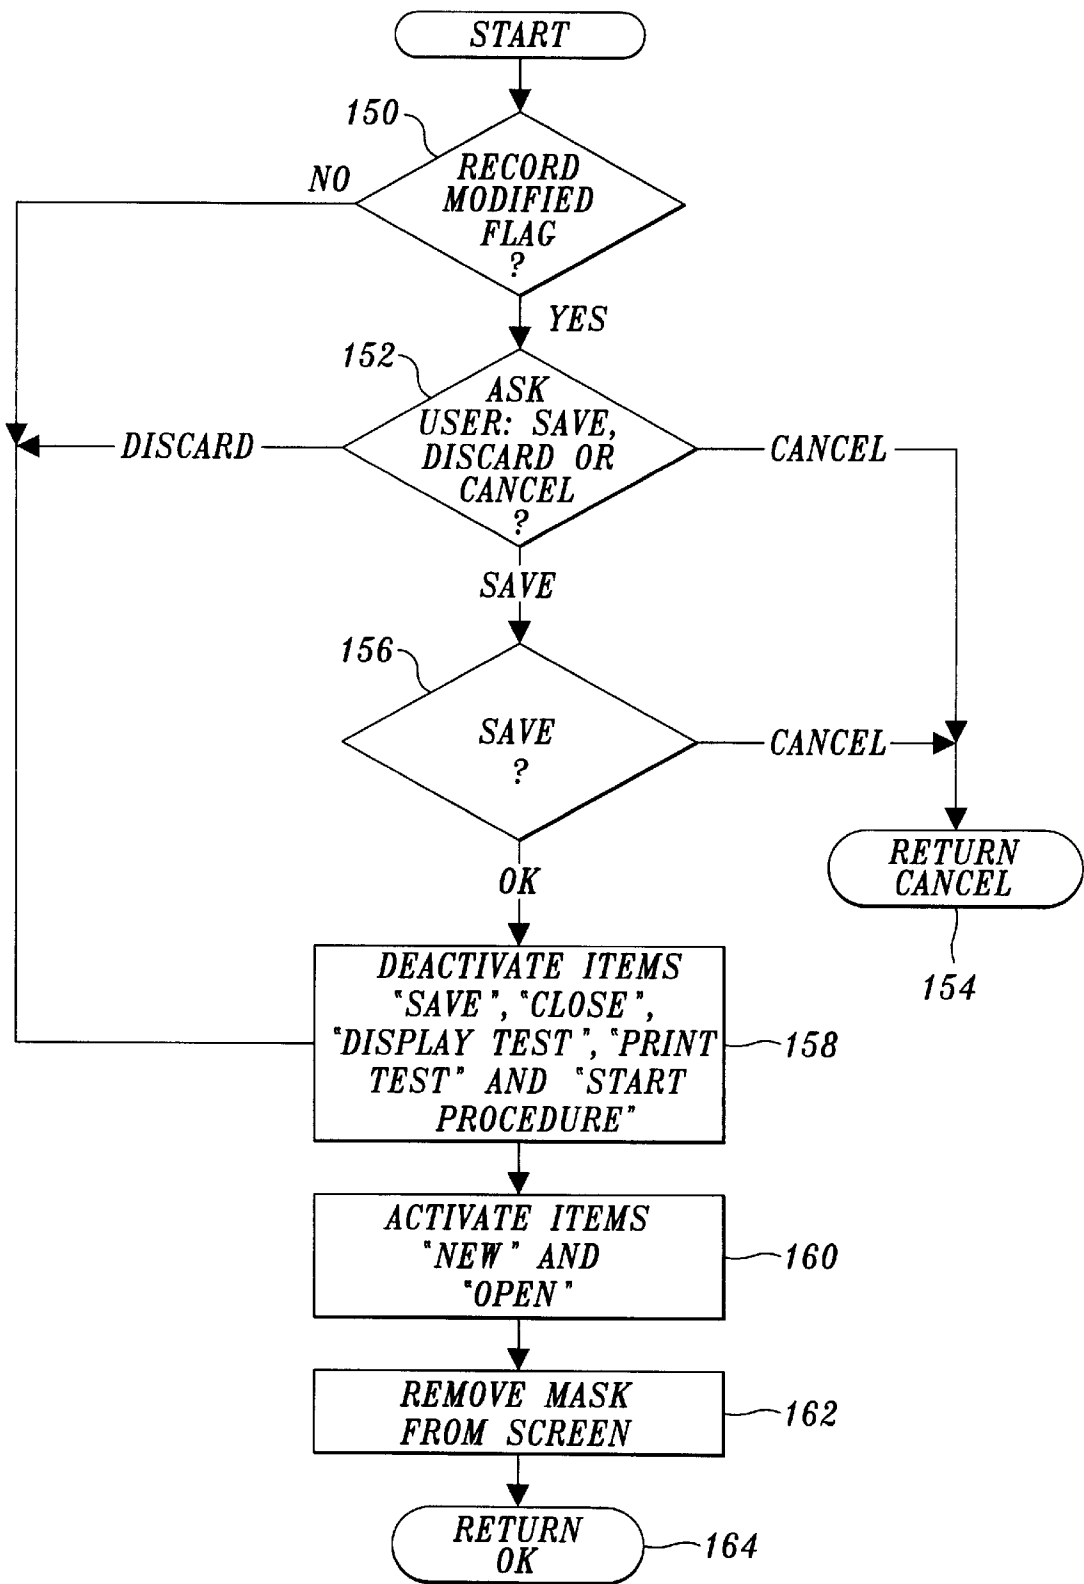 START
150
RECORD
MODIFIED
FLAG
?
NO
YES
152
ASK
USER: SAVE,
DISCARD OR
CANCEL
?
DISCARD
CANCEL
SAVE
156
SAVE
?
CANCEL
OK
RETURN
CANCEL
154
DEACTIVATE ITEMS
"SAVE", "CLOSE",
"DISPLAY TEST", "PRINT
TEST" AND "START
PROCEDURE"
158
ACTIVATE ITEMS
"NEW" AND
"OPEN"
160
REMOVE MASK
FROM SCREEN
162
RETURN
OK
164